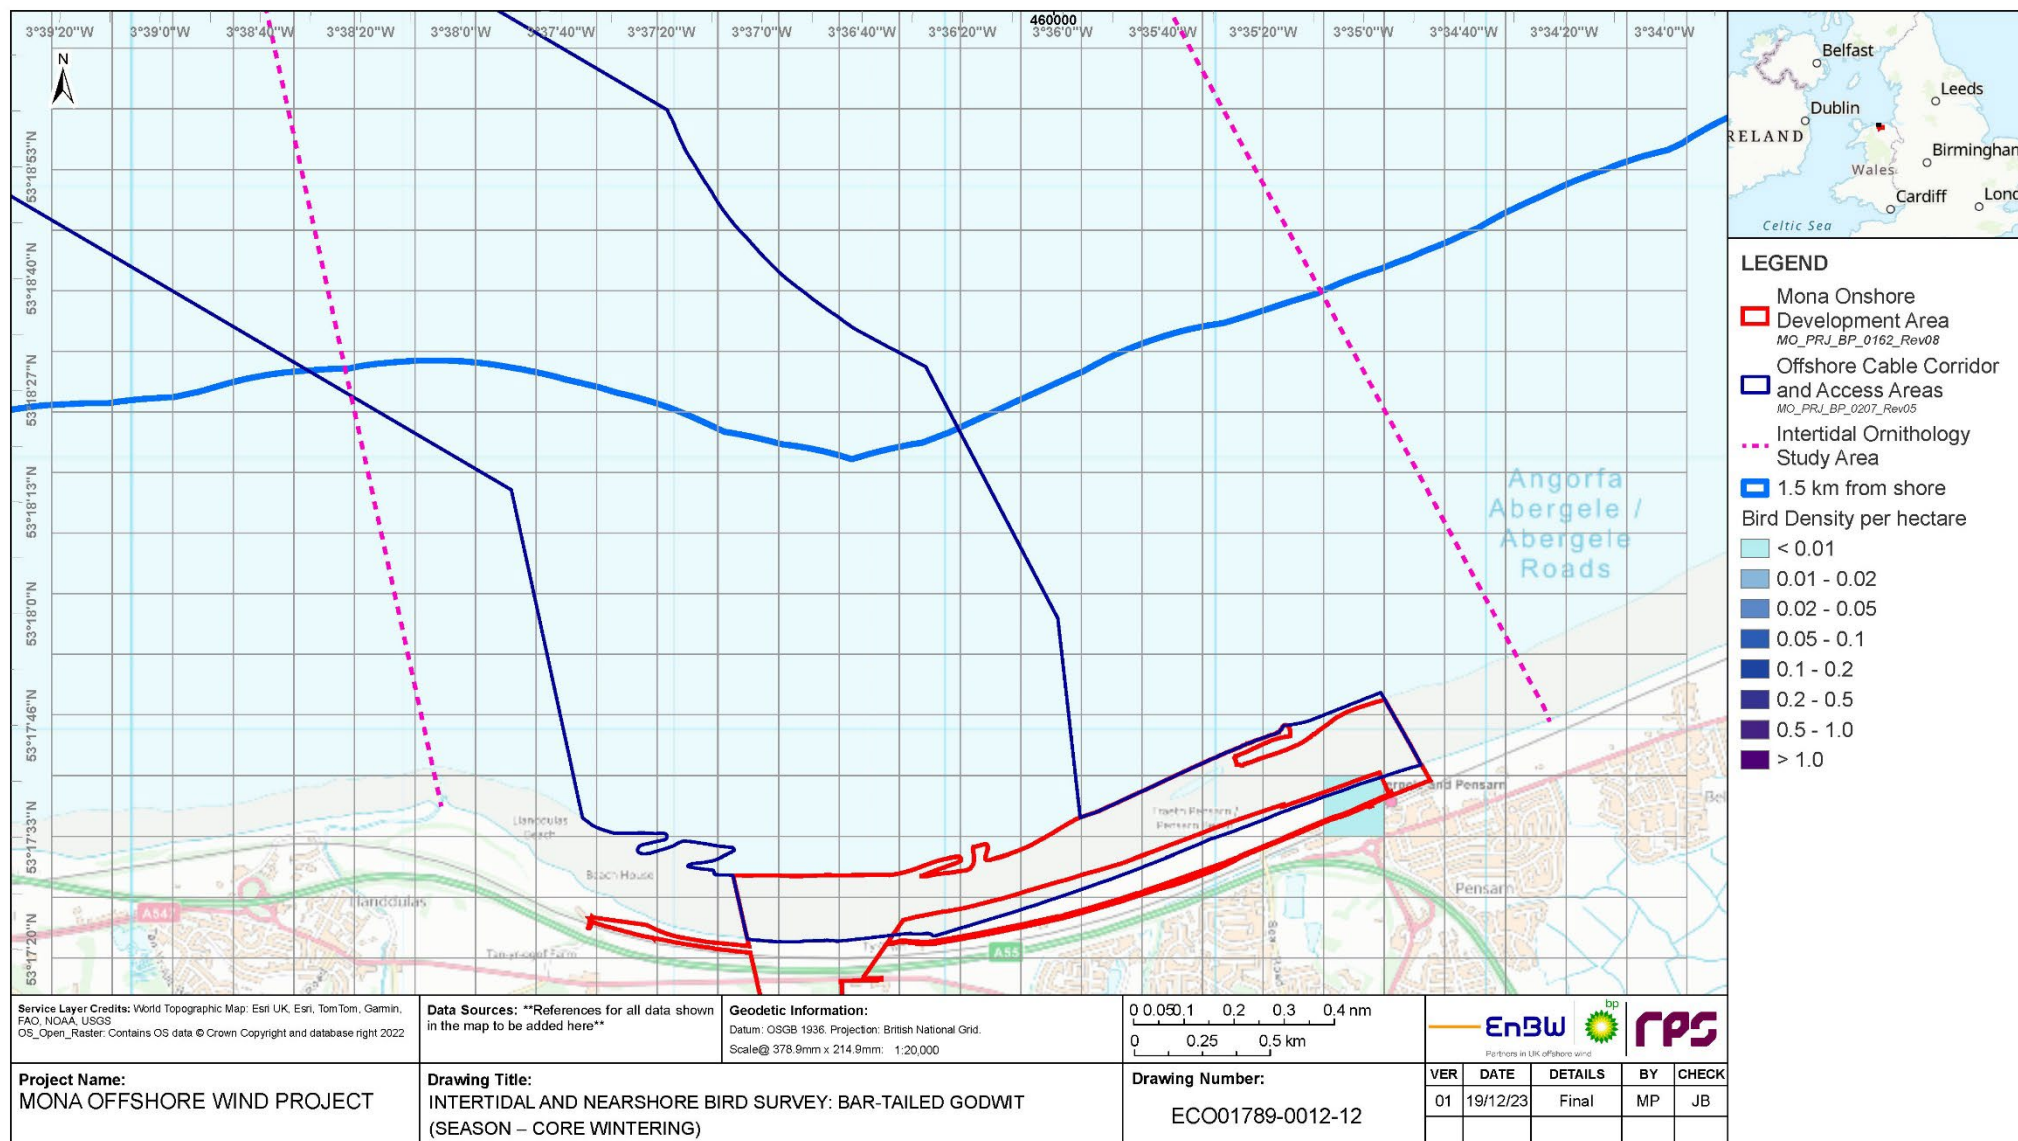 460000
3°39'20"W 3°39'0"W 3°38'40"W 3°38'20"W 3°37'40"W 3°37'20"W 3°37'0"W 3°36'40"W 3°36'20"W 3°36'0"W 3°35'40"W 3°35'20"W 3°35'0"W 3°34'40"W 3°34'20"W 3°34'0"W
N
53°18'53"N
53°18'40"N
53°18'27"N
53°18'13"N
53°18'0"N
53°17'46"N
53°17'33"N
53°17'20"N
Angorfa
Abergele /
Abergele
Roads
Llanddulas
Beach
Traeth Pensarn /
Pensarn
and Pensarn
Beach House
Pensarn
Llanddulas
A547
A55
Tan-yr-ogof Farm
Belfast
Leeds
Dublin
RELAND
Birmingham
Wales
Cardiff
Lond
Celtic Sea
LEGEND
Mona Onshore
Development Area
MO_PRJ_BP_0162_Rev08
Offshore Cable Corridor
and Access Areas
MO_PRJ_BP_0207_Rev05
Intertidal Ornithology
Study Area
1.5 km from shore
Bird Density per hectare
< 0.01
0.01 - 0.02
0.02 - 0.05
0.05 - 0.1
0.1 - 0.2
0.2 - 0.5
0.5 - 1.0
> 1.0
Service Layer Credits: World Topographic Map: Esri UK, Esri, TomTom, Garmin,
FAO, NOAA, USGS
OS_Open_Raster: Contains OS data © Crown Copyright and database right 2022
Data Sources: **References for all data shown
in the map to be added here**
Geodetic Information:
Datum: OSGB 1936. Projection: British National Grid.
Scale@ 378.9mm x 214.9mm: 1:20,000
0 0.05 0.1 0.2 0.3 0.4 nm
0 0.25 0.5 km
EnBW
bp
rps
Partners in UK offshore wind
Project Name:
MONA OFFSHORE WIND PROJECT
Drawing Title:
INTERTIDAL AND NEARSHORE BIRD SURVEY: BAR-TAILED GODWIT
(SEASON – CORE WINTERING)
Drawing Number:
ECO01789-0012-12
VER DATE DETAILS BY CHECK
01 19/12/23 Final MP JB